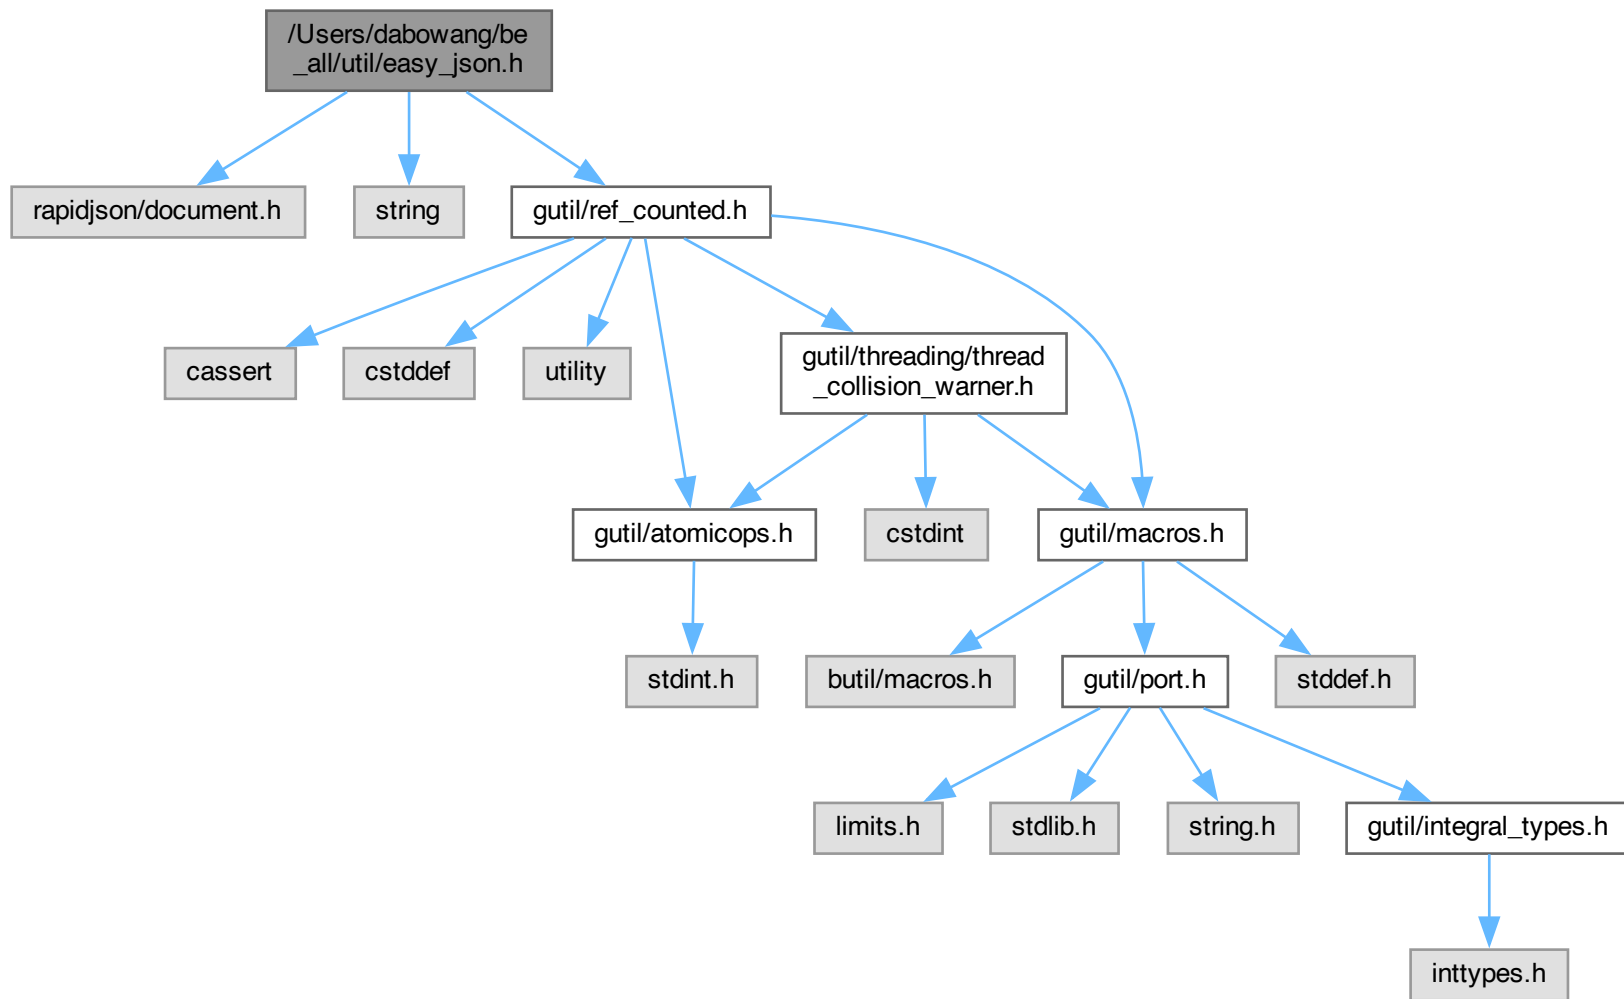 /Users/dabowang/be
_all/util/easy_json.h
rapidjson/document.h
string
gutil/ref_counted.h
cassert
cstddef
utility
gutil/threading/thread
_collision_warner.h
gutil/atomicops.h
cstdint
gutil/macros.h
stdint.h
butil/macros.h
gutil/port.h
stddef.h
limits.h
stdlib.h
string.h
gutil/integral_types.h
inttypes.h